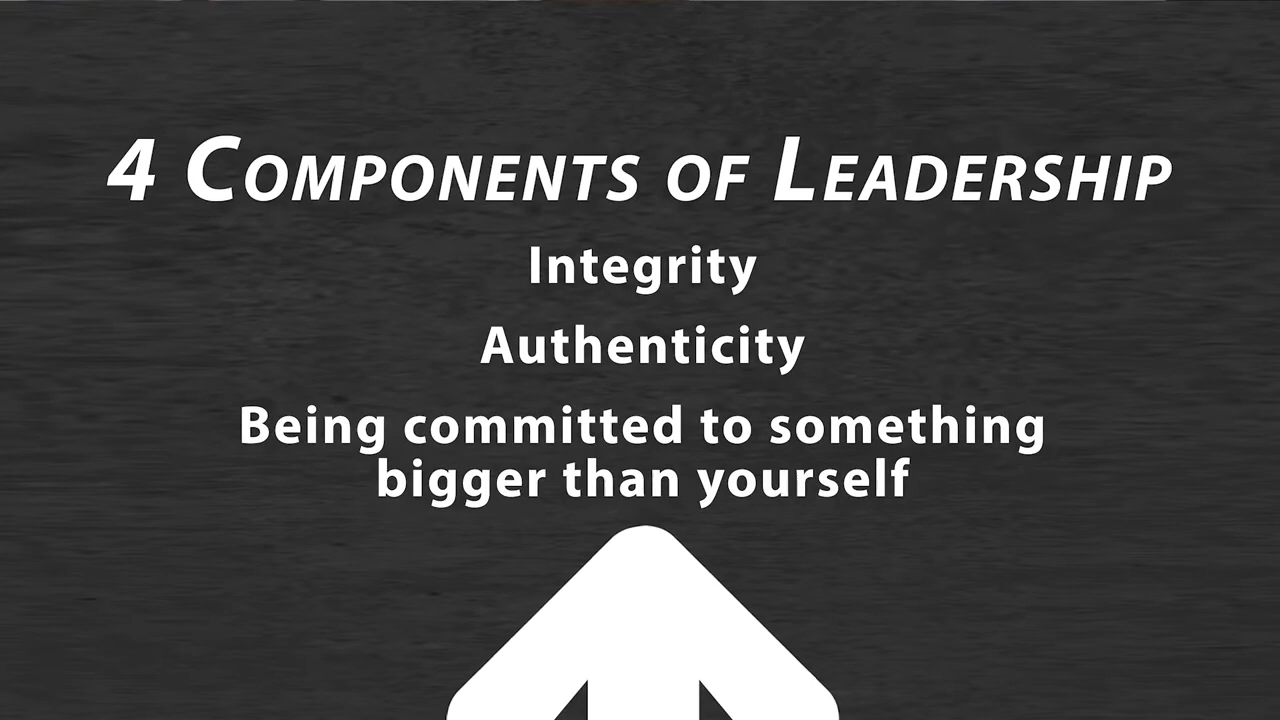 4 Components of Leadership
Integrity
Authenticity
Being committed to something
bigger than yourself